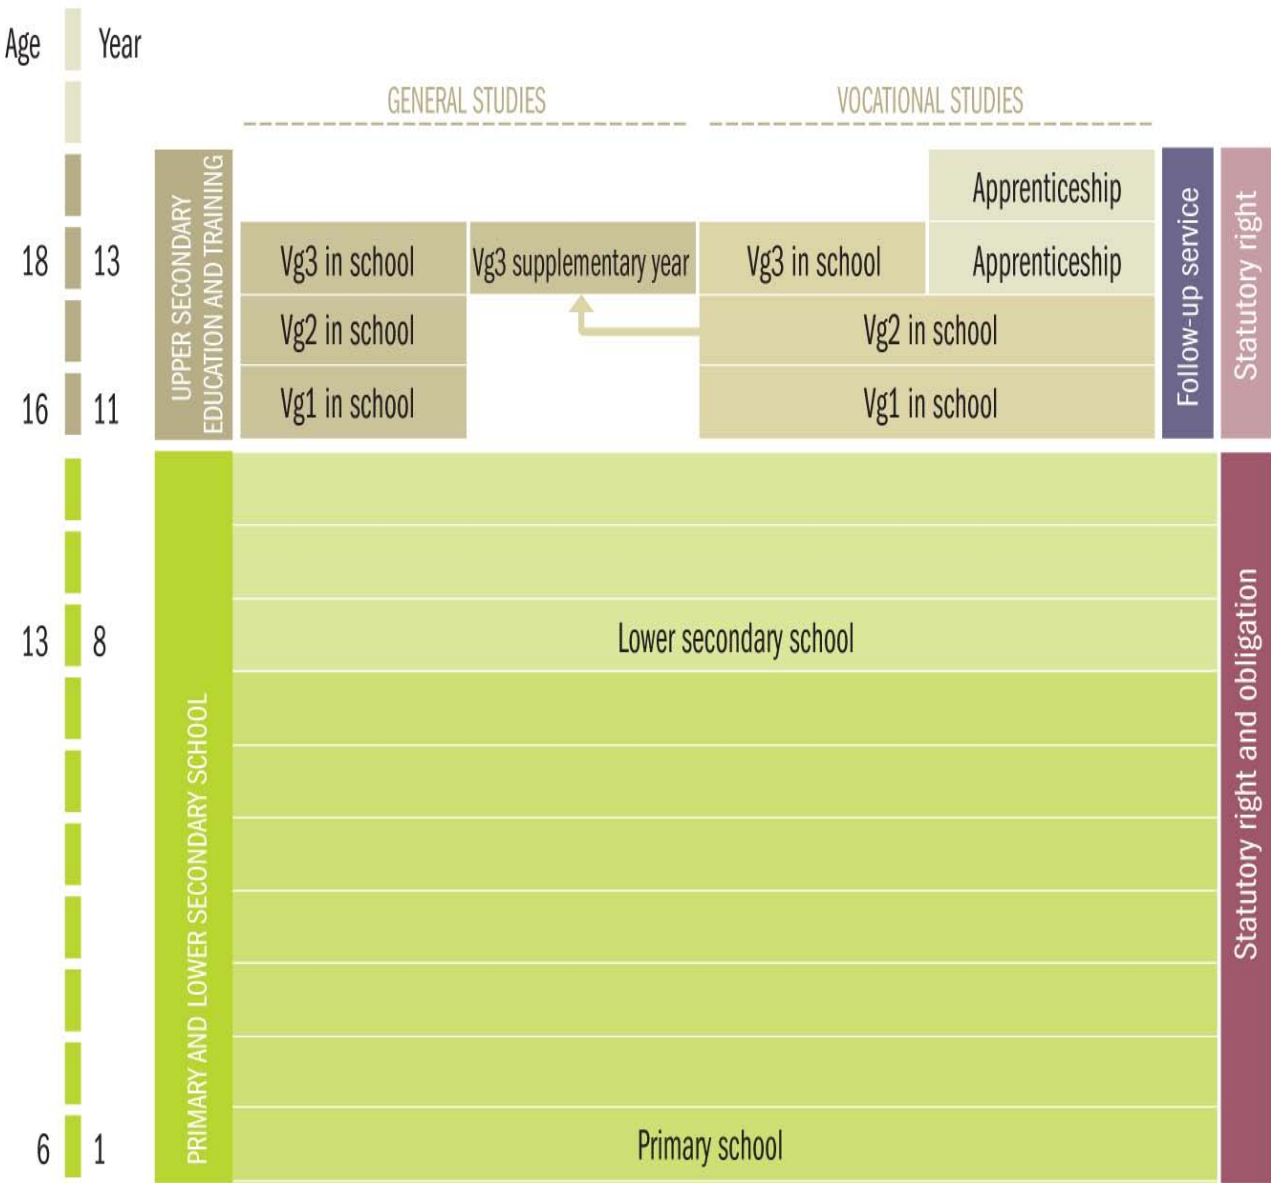 Age Year
GENERAL STUDIES VOCATIONAL STUDIES
UPPER SECONDARY
EDUCATION AND TRAINING
Apprenticeship
18 13 Vg3 in school Vg3 supplementary year Vg3 in school Apprenticeship
Vg2 in school Vg2 in school
16 11 Vg1 in school Vg1 in school
Follow-up service
Statutory right
PRIMARY AND LOWER SECONDARY SCHOOL
13 8 Lower secondary school
6 1 Primary school
Statutory right and obligation